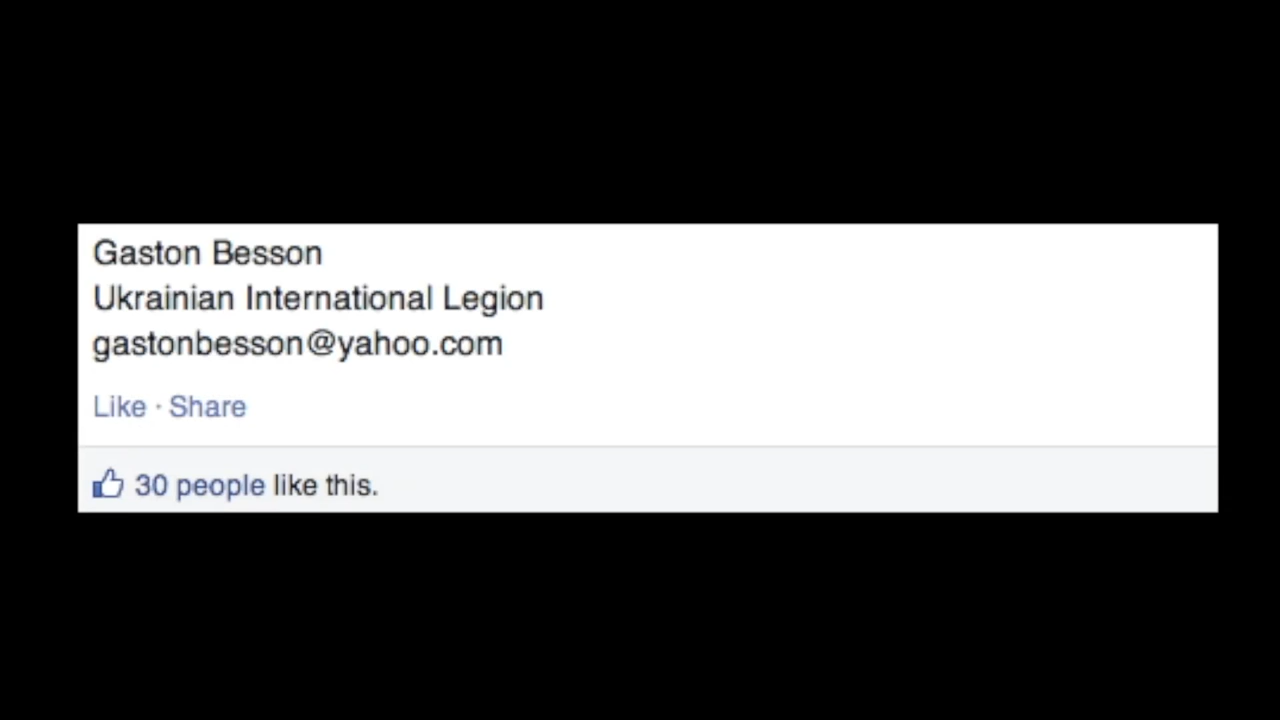 Gaston Besson
Ukrainian International Legion
gastonbesson@yahoo.com
Like · Share
30 people like this.